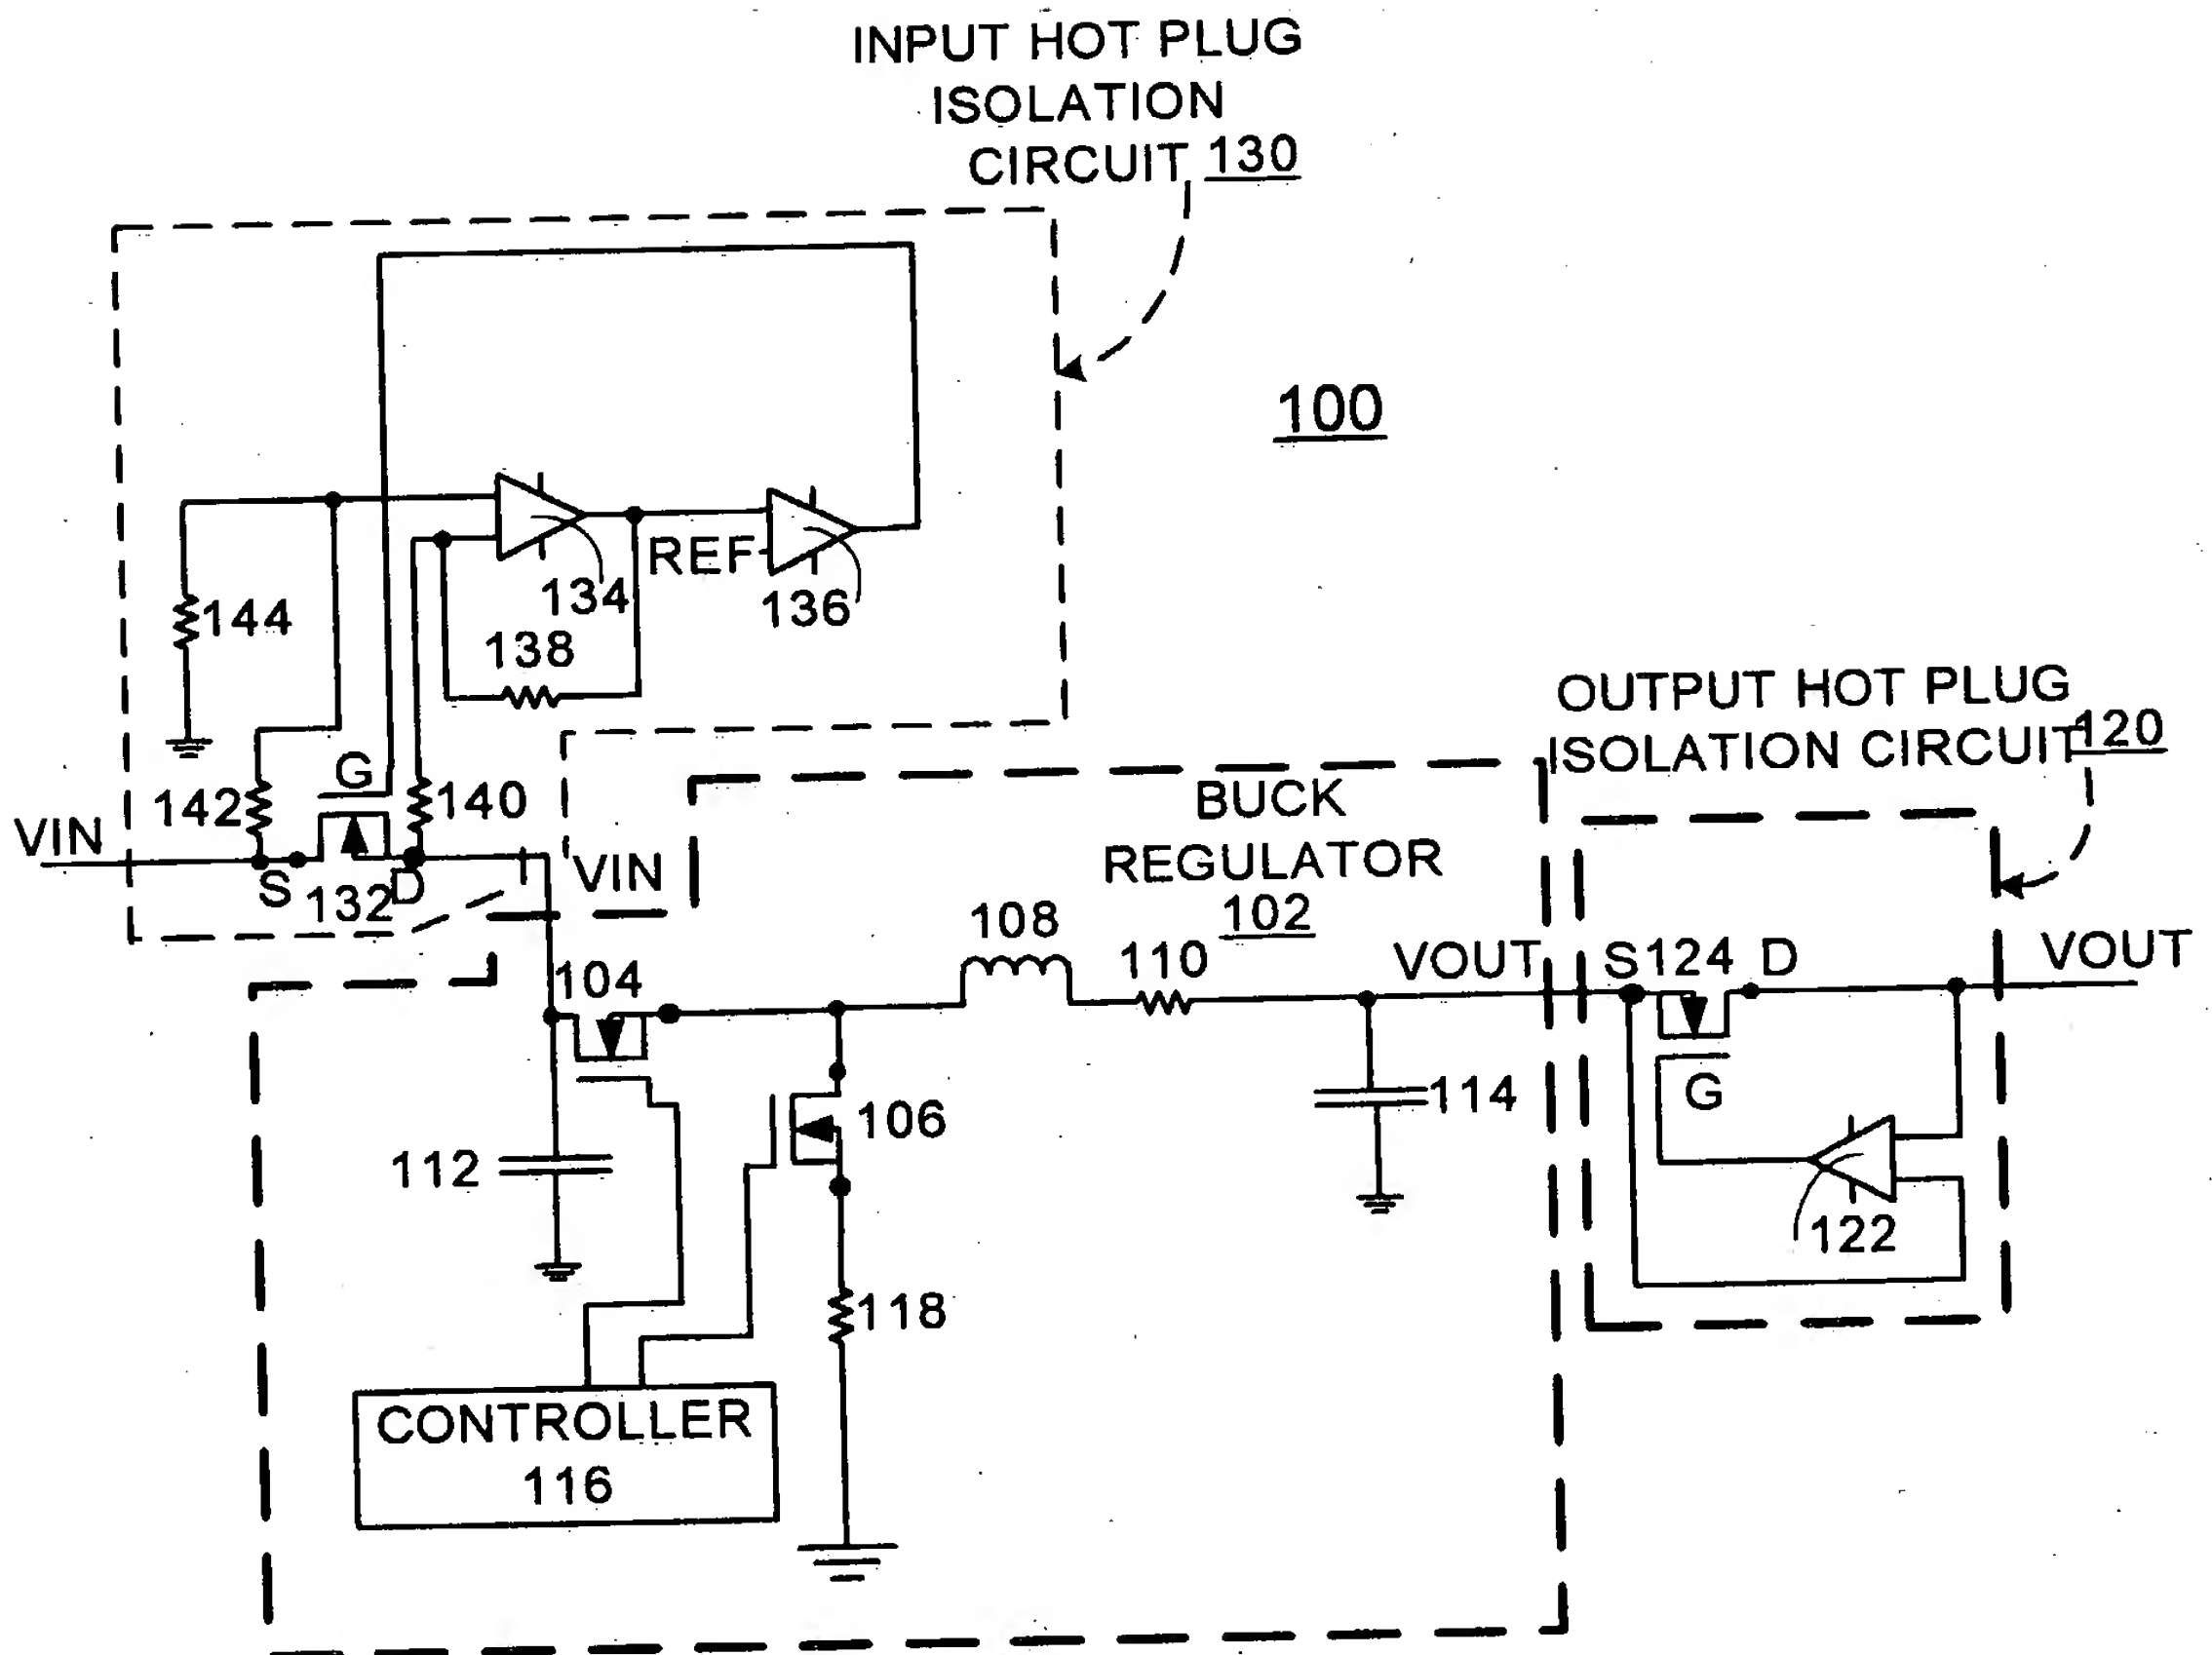 INPUT HOT PLUG
ISOLATION
CIRCUIT 130
100
134
REF
136
144
138
OUTPUT HOT PLUG
ISOLATION CIRCUIT 120
G
142
140
BUCK
REGULATOR
102
VIN
VIN
S
132
D
108
110
VOUT
S
124
D
VOUT
104
G
114
106
112
122
118
CONTROLLER
116